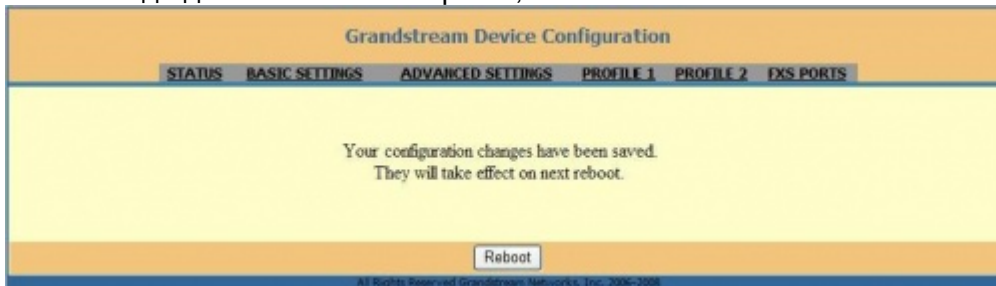 Grandstream Device Configuration
STATUS BASIC SETTINGS ADVANCED SETTINGS PROFILE 1 PROFILE 2 FXS PORTS
Your configuration changes have been saved.
They will take effect on next reboot.
Reboot
All Rights Reserved Grandstream Networks, Inc. 2006-2008